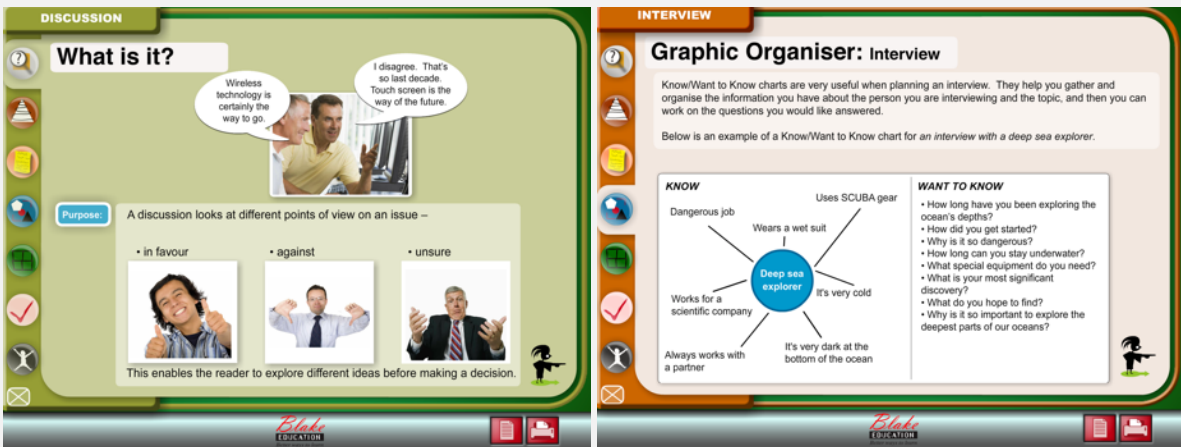 DISCUSSION
What is it?
Wireless
technology is
certainly the
way to go.
I disagree. That's
so last decade.
Touch screen is the
way of the future.
Purpose:
A discussion looks at different points of view on an issue –
• in favour
• against
• unsure
This enables the reader to explore different ideas before making a decision.
Blake
EDUCATION
INTERVIEW
Graphic Organiser: Interview
Know/Want to Know charts are very useful when planning an interview. They help you gather and
organise the information you have about the person you are interviewing and the topic, and then you can
work on the questions you would like answered.
Below is an example of a Know/Want to Know chart for an interview with a deep sea explorer.
KNOW
Uses SCUBA gear
Dangerous job
Wears a wet suit
Deep sea
explorer
It's very cold
Works for a
scientific company
It's very dark at the
bottom of the ocean
Always works with
a partner
WANT TO KNOW
• How long have you been exploring the
ocean's depths?
• How did you get started?
• Why is it so dangerous?
• How long can you stay underwater?
• What special equipment do you need?
• What is your most significant
discovery?
• What do you hope to find?
• Why is it so important to explore the
deepest parts of our oceans?
Blake
EDUCATION